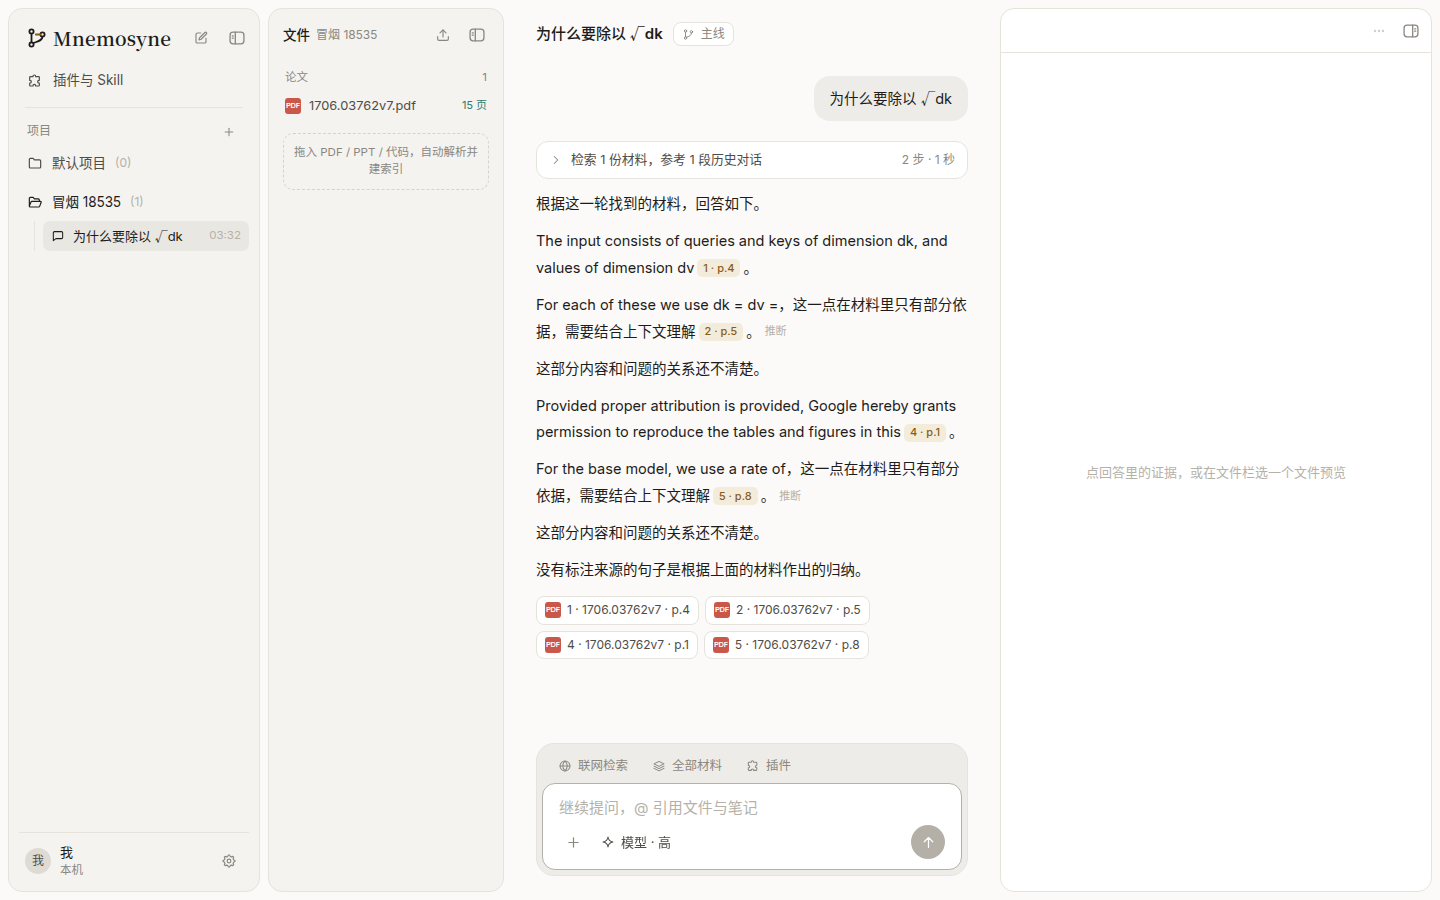 Mnemosyne
插件与 Skill
项目
默认项目 (0)
冒烟 18535 (1)
为什么要除以 √dk 03:32
我
我
本机
文件 冒烟 18535
论文 1
PDF 1706.03762v7.pdf 15 页
拖入 PDF / PPT / 代码，自动解析并
建索引
为什么要除以 √dk 主线
为什么要除以 √dk
检索 1 份材料，参考 1 段历史对话 2 步 · 1 秒
根据这一轮找到的材料，回答如下。
The input consists of queries and keys of dimension dk, and
values of dimension dv 1 · p.4 。
For each of these we use dk = dv =，这一点在材料里只有部分依
据，需要结合上下文理解 2 · p.5 。 推断
这部分内容和问题的关系还不清楚。
Provided proper attribution is provided, Google hereby grants
permission to reproduce the tables and figures in this 4 · p.1 。
For the base model, we use a rate of，这一点在材料里只有部分
依据，需要结合上下文理解 5 · p.8 。 推断
这部分内容和问题的关系还不清楚。
没有标注来源的句子是根据上面的材料作出的归纳。
PDF 1 · 1706.03762v7 · p.4 PDF 2 · 1706.03762v7 · p.5
PDF 4 · 1706.03762v7 · p.1 PDF 5 · 1706.03762v7 · p.8
联网检索 全部材料 插件
继续提问，@ 引用文件与笔记
模型 · 高
点回答里的证据，或在文件栏选一个文件预览